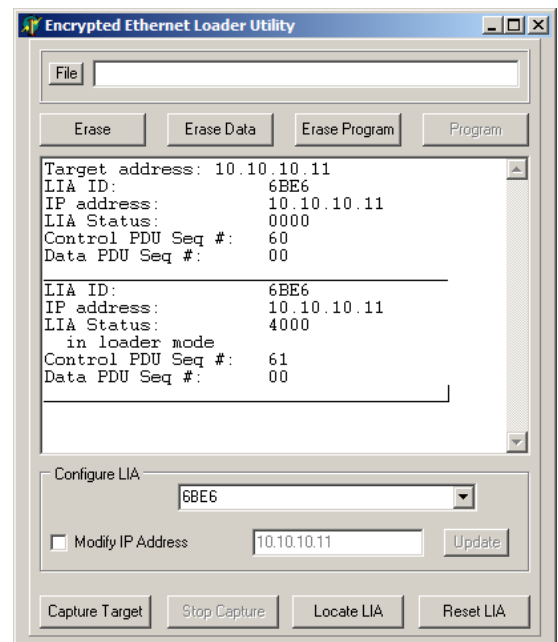 Encrypted Ethernet Loader Utility
File
Erase Erase Data Erase Program Program
Target address: 10.10.10.11
LIA ID: 6BE6
IP address: 10.10.10.11
LIA Status: 0000
Control PDU Seq #: 60
Data PDU Seq #: 00
LIA ID: 6BE6
IP address: 10.10.10.11
LIA Status: 4000
in loader mode
Control PDU Seq #: 61
Data PDU Seq #: 00
Configure LIA
6BE6
Modify IP Address 10.10.10.11 Update
Capture Target Stop Capture Locate LIA Reset LIA